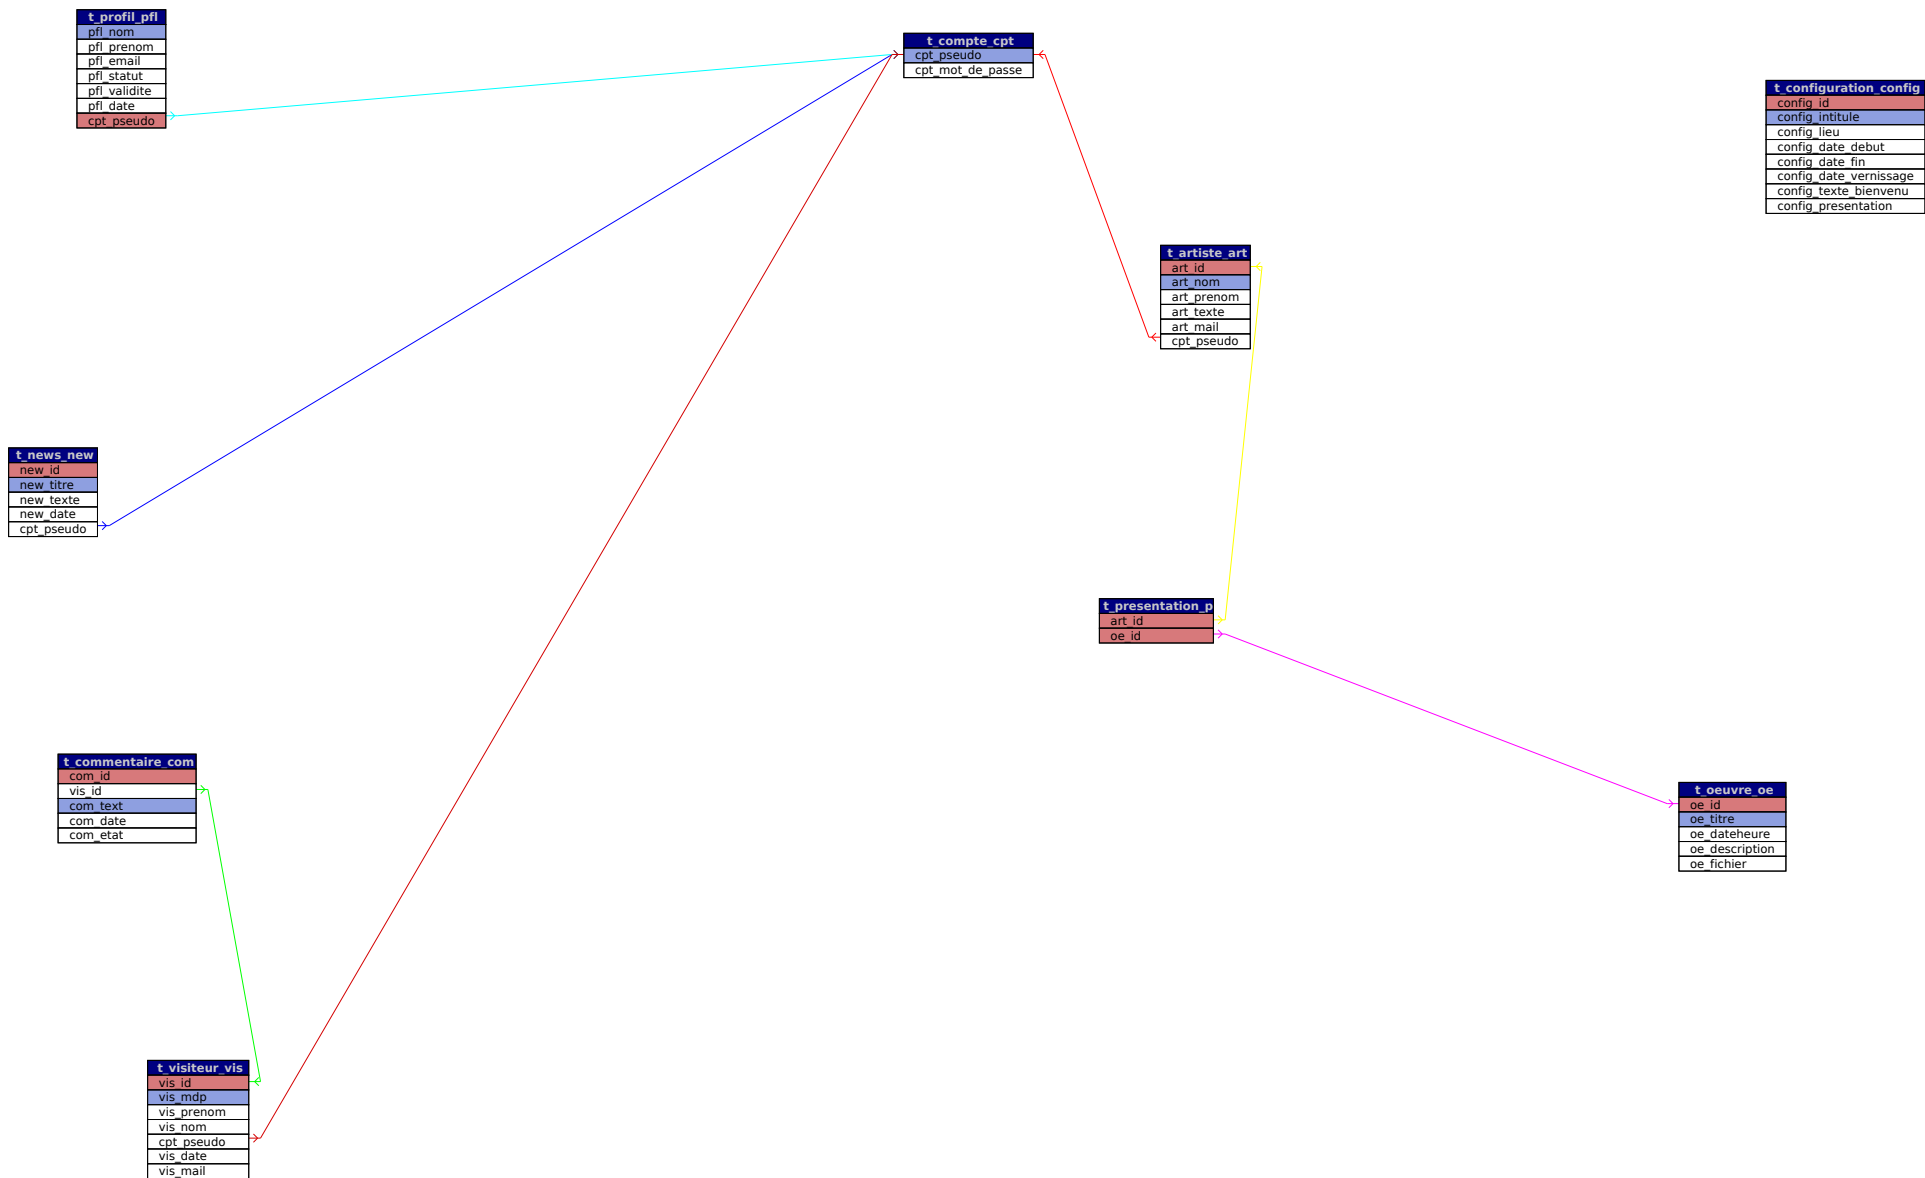 t_profil_pfl
pfl_nom
pfl_prenom
pfl_email
pfl_statut
pfl_validite
pfl_date
cpt_pseudo
t_compte_cpt
cpt_pseudo
cpt_mot_de_passe
t_configuration_config
config_id
config_intitule
config_lieu
config_date_debut
config_date_fin
config_date_vernissage
config_texte_bienvenu
config_presentation
t_artiste_art
art_id
art_nom
art_prenom
art_texte
art_mail
cpt_pseudo
t_news_new
new_id
new_titre
new_texte
new_date
cpt_pseudo
t_presentation_p
art_id
oe_id
t_commentaire_com
com_id
vis_id
com_text
com_date
com_etat
t_oeuvre_oe
oe_id
oe_titre
oe_dateheure
oe_description
oe_fichier
t_visiteur_vis
vis_id
vis_mdp
vis_prenom
vis_nom
cpt_pseudo
vis_date
vis_mail